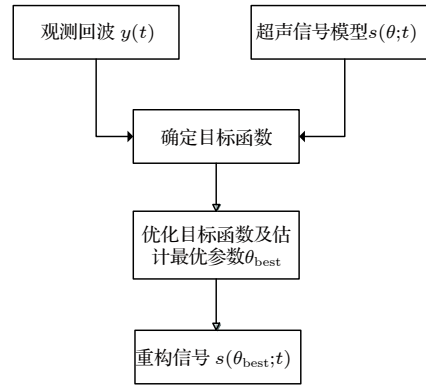 观测回波 y(t)
超声信号模型s(θ;t)
确定目标函数
优化目标函数及估
计最优参数θbest
重构信号 s(θbest;t)